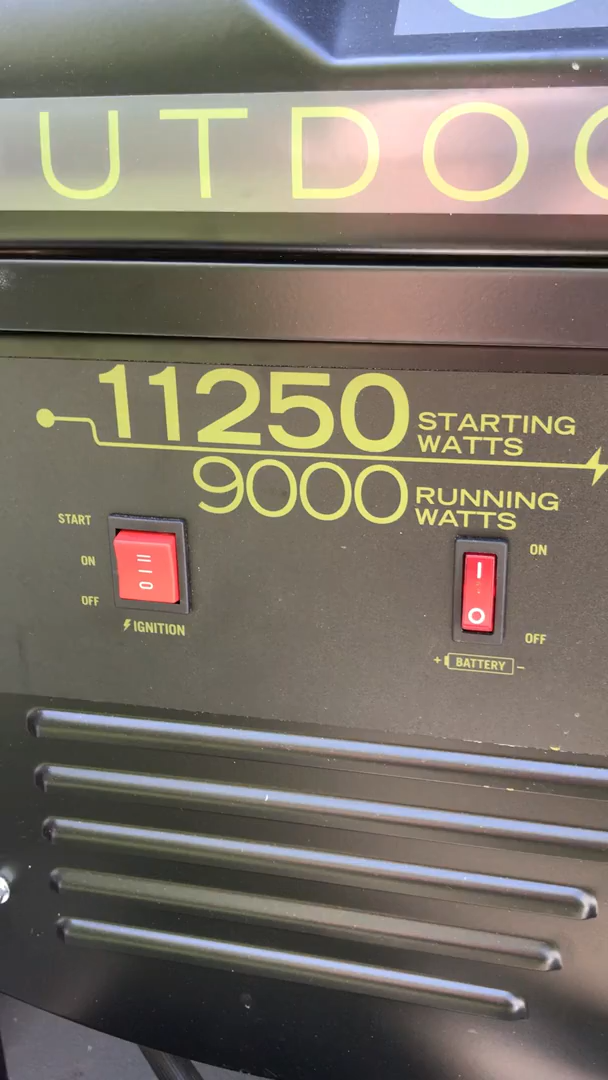 UTDOO
11250 STARTING WATTS
9000 RUNNING WATTS
START
ON
OFF
IGNITION
ON
OFF
+ BATTERY −